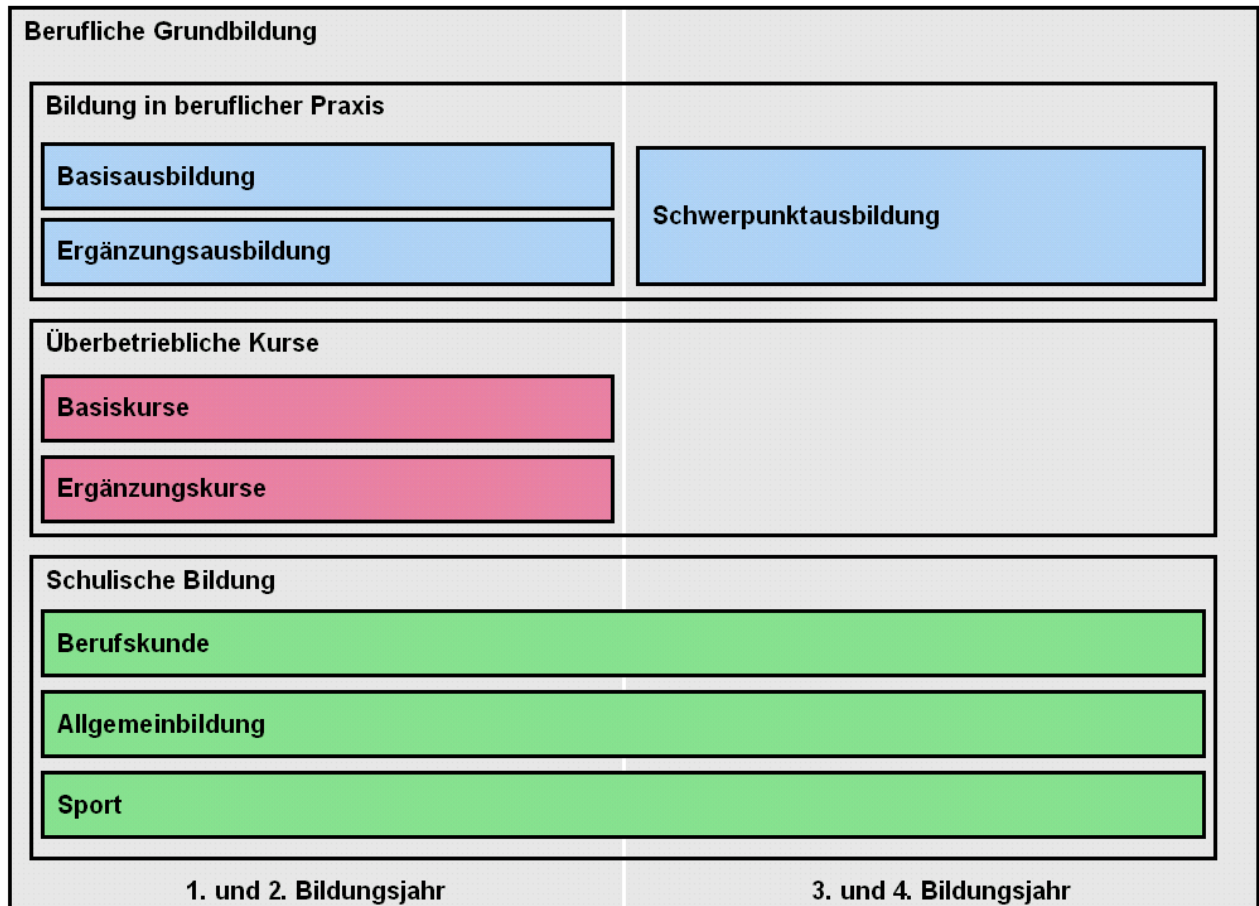 Berufliche Grundbildung
Bildung in beruflicher Praxis
Basisausbildung
Ergänzungsausbildung
Schwerpunktausbildung
Überbetriebliche Kurse
Basiskurse
Ergänzungskurse
Schulische Bildung
Berufskunde
Allgemeinbildung
Sport
1. und 2. Bildungsjahr
3. und 4. Bildungsjahr